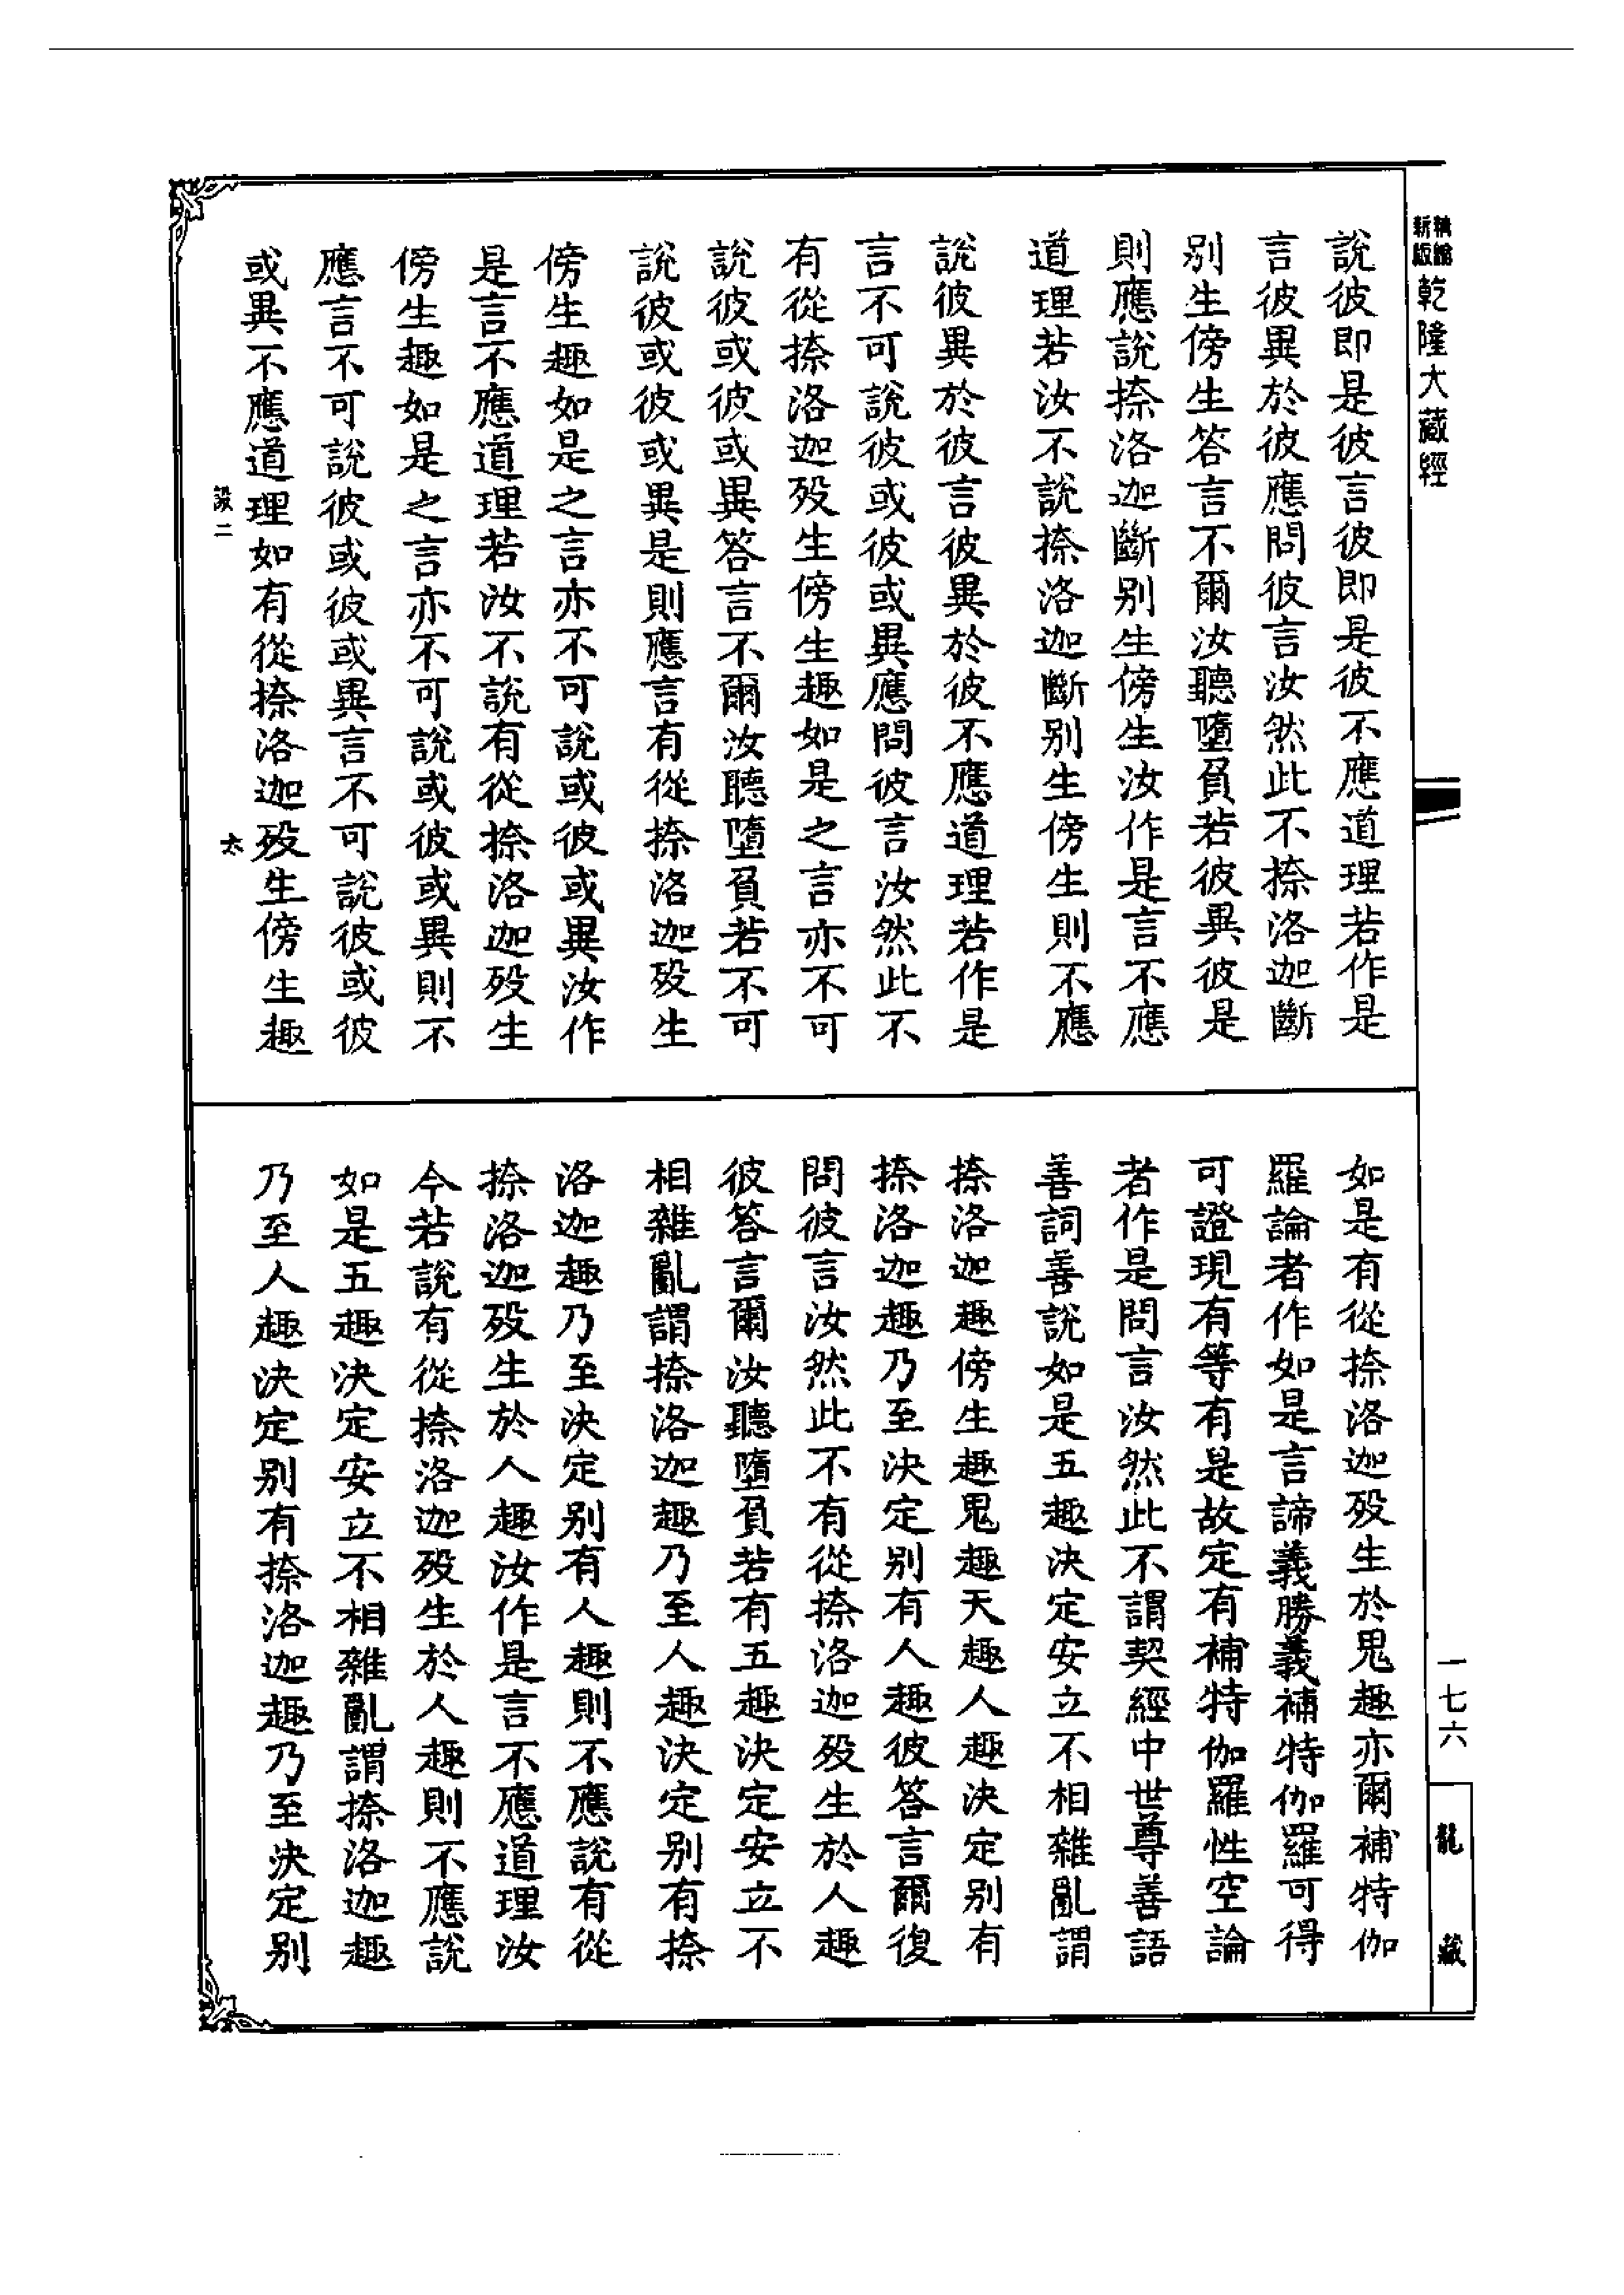 乾隆大藏經
說彼即是彼言彼即是彼不應道理若作是
言彼異於彼應問彼言汝然此不捺洛迦斷
别生傍生答言不爾汝聽墮負若彼異彼是
則應說捺洛迦斷别生傍生汝作是言不應
道理若汝不說捺洛迦斷别生傍生則不應
說彼異於彼言彼異於彼不應道理若作是
言不可說彼或彼或異應問彼言汝然此不
有從捺洛迦殁生傍生趣如是之言亦不可
說彼或彼或異答言不爾汝聽墮負若不可
說彼或彼或異是則應言有從捺洛迦殁生
傍生趣如是之言亦不可說或彼或異汝作
是言不應道理若汝不說有從捺洛迦殁生
傍生趣如是之言亦不可說或彼或異則不
應言不可說彼或彼或異言不可說彼或彼
或異不應道理如有從捺洛迦殁生傍生趣
如是有從捺洛迦殁生於鬼趣亦爾補特伽
羅論者作如是言諦義勝義補特伽羅可得
可證現有等有是故定有補特伽羅性空論
者作是問言汝然此不謂契經中世尊善語
善詞善說如是五趣決定安立不相雜亂謂
捺洛迦趣傍生趣鬼趣天趣人趣決定别有
捺洛迦趣乃至決定别有人趣彼答言爾復
問彼言汝然此不有從捺洛迦殁生於人趣
彼答言爾汝聽墮負若有五趣決定安立不
相雜亂謂捺洛迦趣乃至人趣決定别有捺
洛迦趣乃至決定别有人趣則不應說有從
捺洛迦殁生於人趣汝作是言不應道理汝
今若說有從捺洛迦殁生於人趣則不應說
如是五趣決定安立不相雜亂謂捺洛迦趣
乃至人趣決定别有捺洛迦趣乃至決定别
一七六
龍藏